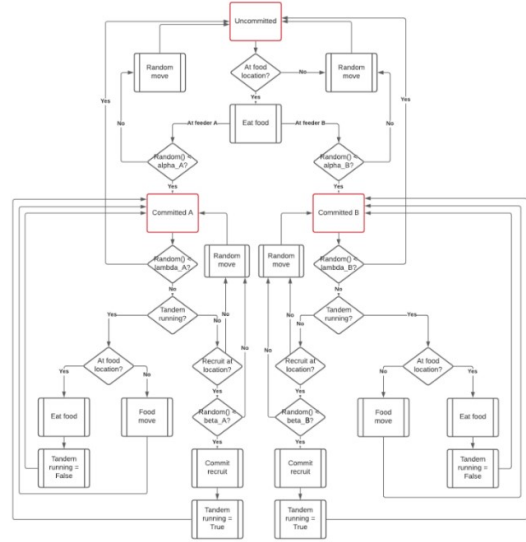 Uncommitted
Random
move
At food
location?
No
Random
move
Yes
Yes
Yes
Eat food
At feeder A
At feeder B
No
No
Random() <
alpha_A?
Random() <
alpha_B?
Yes
Yes
Committed A
Committed B
Random() <
lambda_A?
Random
move
Random
move
Random() <
lambda_B?
No
No
Tandem
running?
Tandem
running?
Yes
No
No
Yes
At food
location?
Recruit at
location?
No
No
Recruit at
location?
At food
location?
Yes
No
Yes
Yes
No
Yes
Eat food
Food
move
Random() <
beta_A?
Random() <
beta_B?
Food
move
Eat food
Yes
Yes
Tandem
running =
False
Commit
recruit
Commit
recruit
Tandem
running =
False
Tandem
running =
True
Tandem
running =
True